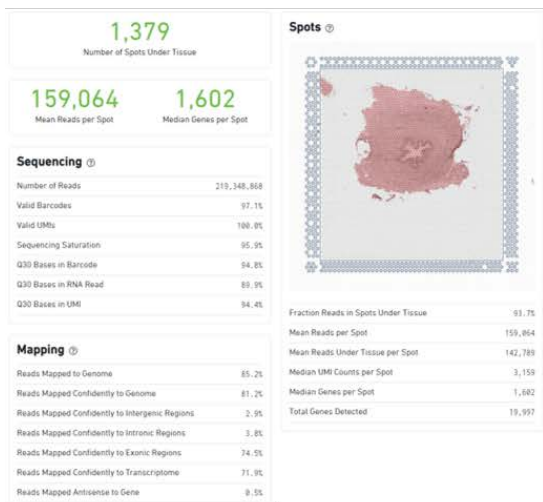 1,379
Number of Spots Under Tissue
159,064
Mean Reads per Spot
1,602
Median Genes per Spot
Sequencing ?
Number of Reads 219,348,868
Valid Barcodes 97.1%
Valid UMIs 100.0%
Sequencing Saturation 95.9%
Q30 Bases in Barcode 94.8%
Q30 Bases in RNA Read 89.9%
Q30 Bases in UMI 94.4%
Mapping ?
Reads Mapped to Genome 85.2%
Reads Mapped Confidently to Genome 81.2%
Reads Mapped Confidently to Intergenic Regions 2.9%
Reads Mapped Confidently to Intronic Regions 3.8%
Reads Mapped Confidently to Exonic Regions 74.5%
Reads Mapped Confidently to Transcriptome 71.9%
Reads Mapped Antisense to Gene 0.5%
Spots ?
Fraction Reads in Spots Under Tissue 93.7%
Mean Reads per Spot 159,064
Mean Reads Under Tissue per Spot 142,789
Median UMI Counts per Spot 3,159
Median Genes per Spot 1,602
Total Genes Detected 19,997